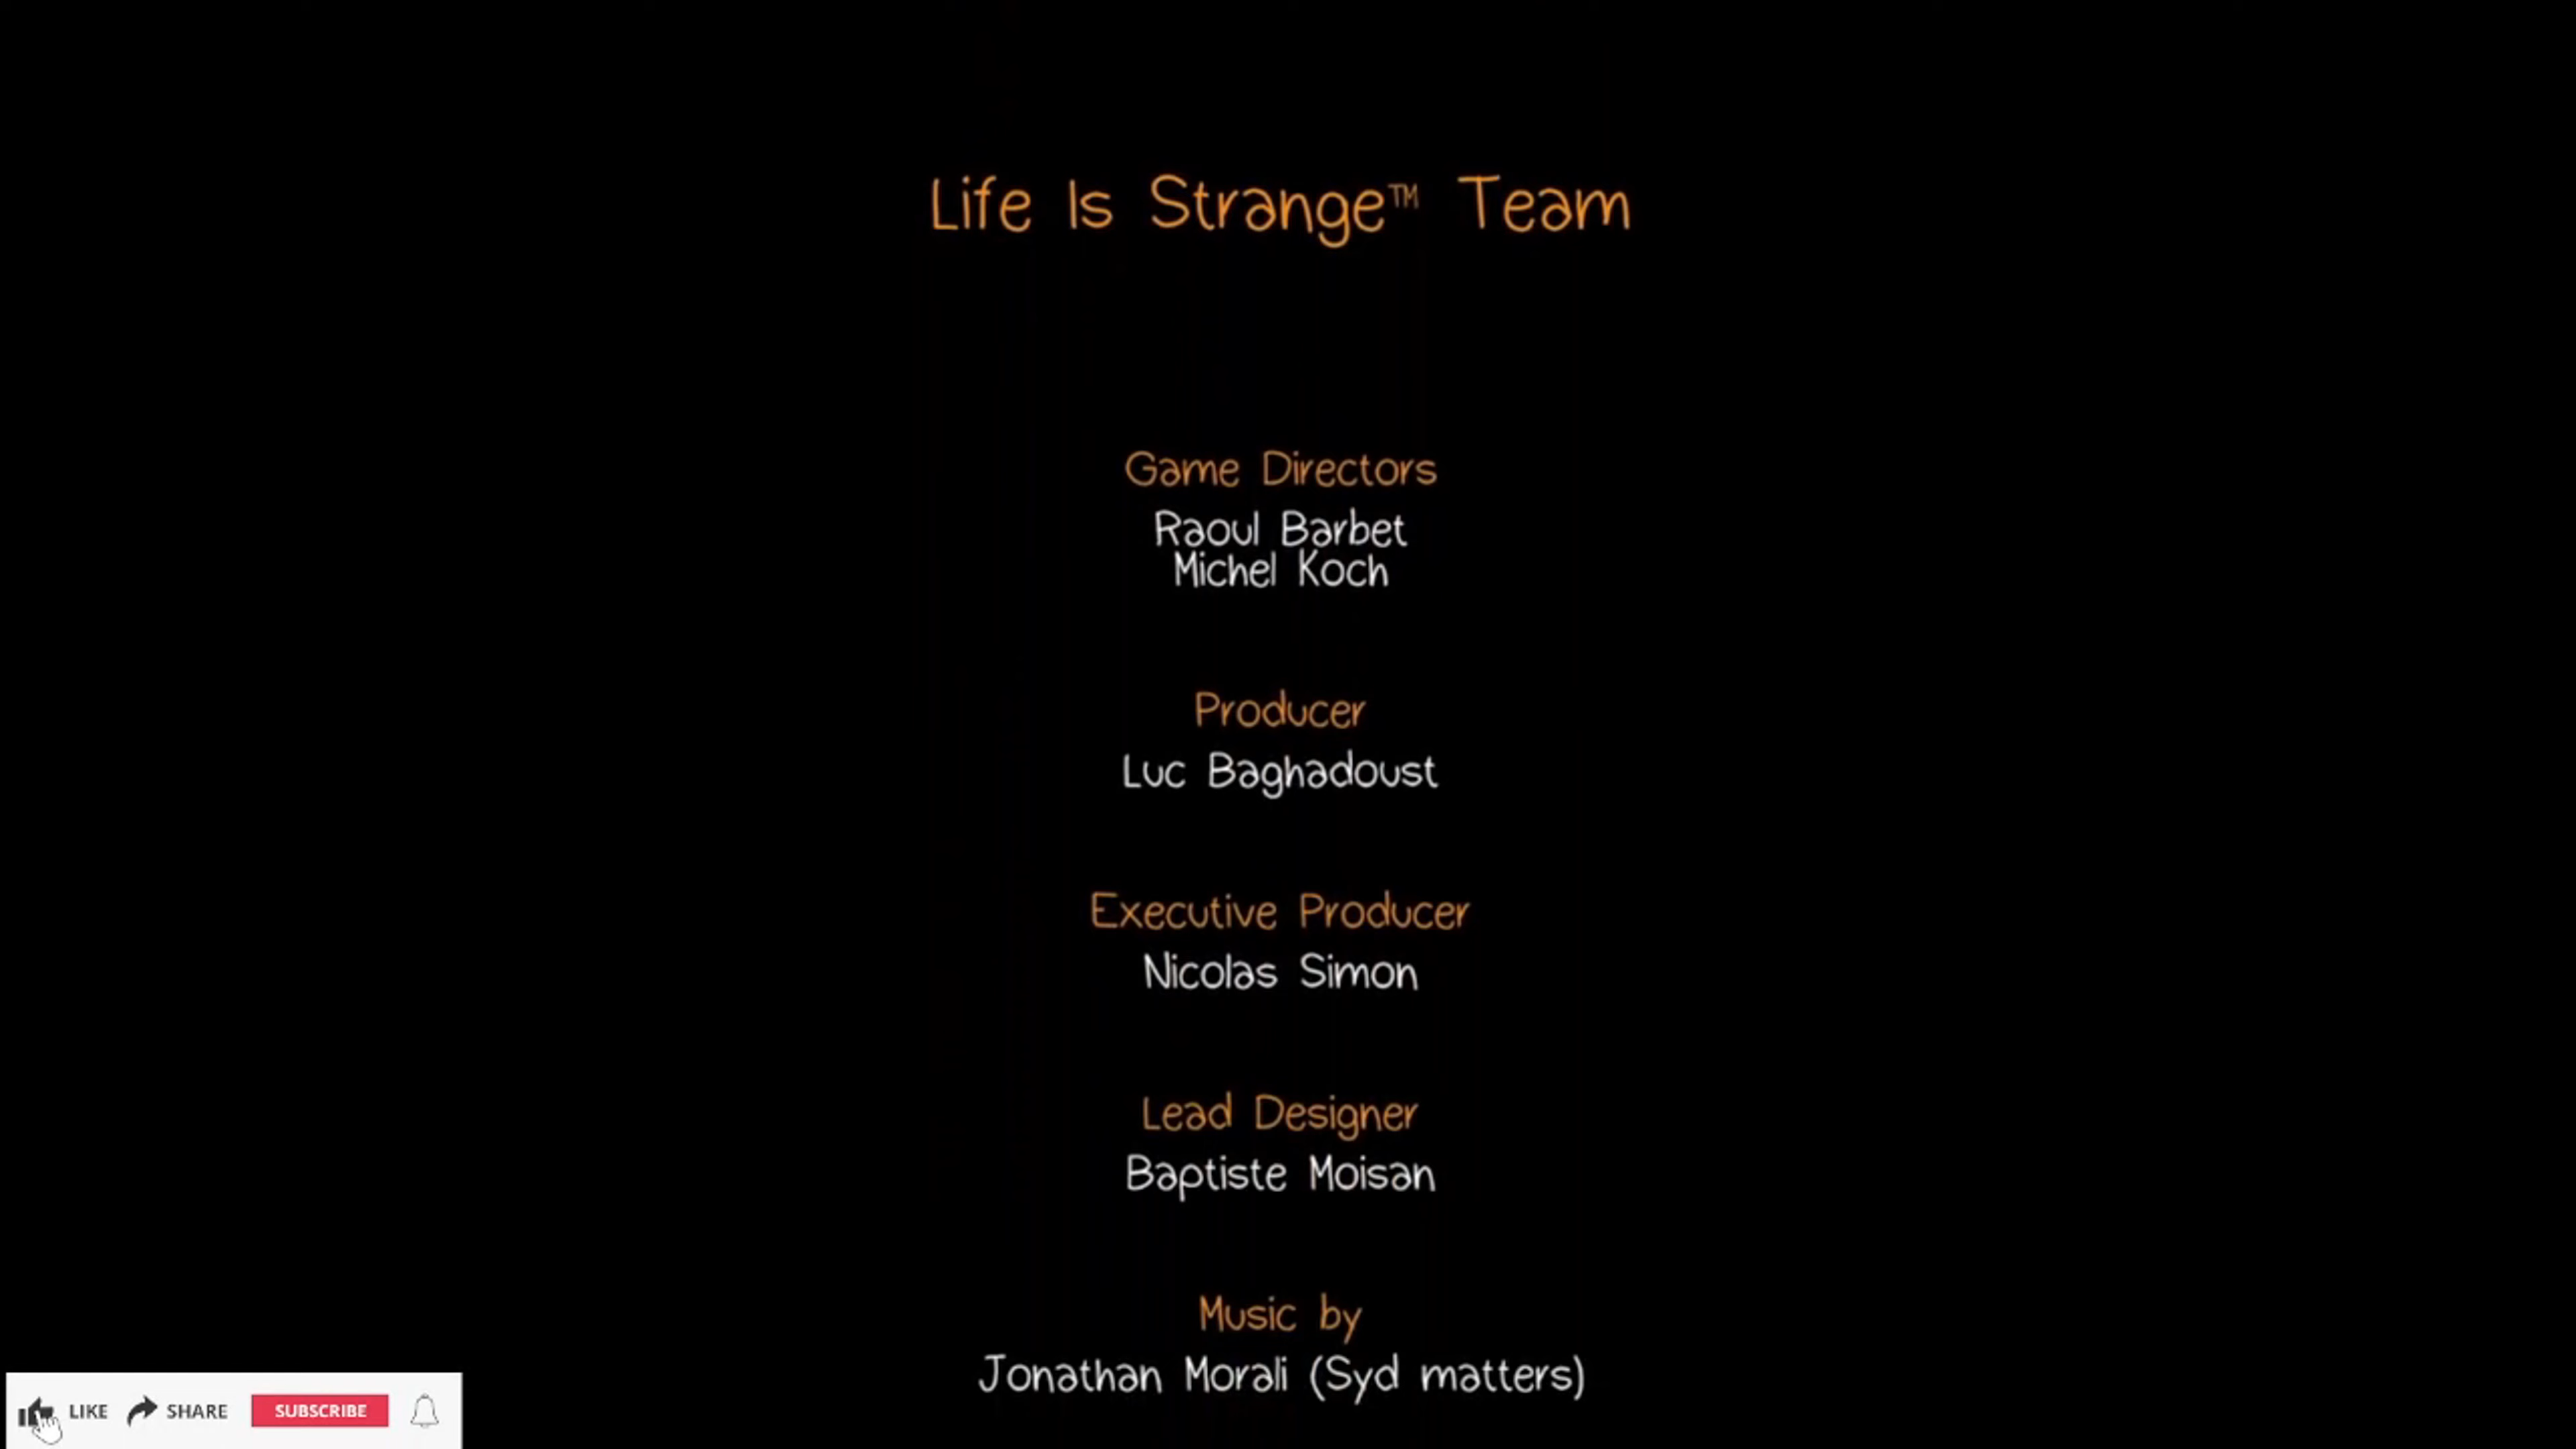 Life Is Strange™ Team
Game Directors
Raoul Barbet
Michel Koch
Producer
Luc Baghadoust
Executive Producer
Nicolas Simon
Lead Designer
Baptiste Moisan
Music by
Jonathan Morali (Syd matters)
LIKE SHARE SUBSCRIBE